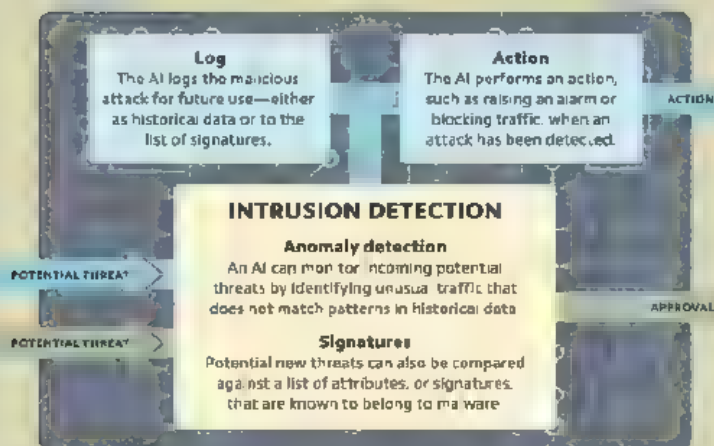 Log
The AI logs the malicious
attack for future use—either
as historical data or to the
list of signatures.
Action
The AI performs an action,
such as raising an alarm or
blocking traffic, when an
attack has been detected.
ACTION
INTRUSION DETECTION
Anomaly detection
An AI can monitor incoming potential
threats by identifying unusual traffic that
does not match patterns in historical data
POTENTIAL THREAT
APPROVAL
POTENTIAL THREAT
Signatures
Potential new threats can also be compared
against a list of attributes, or signatures,
that are known to belong to malware